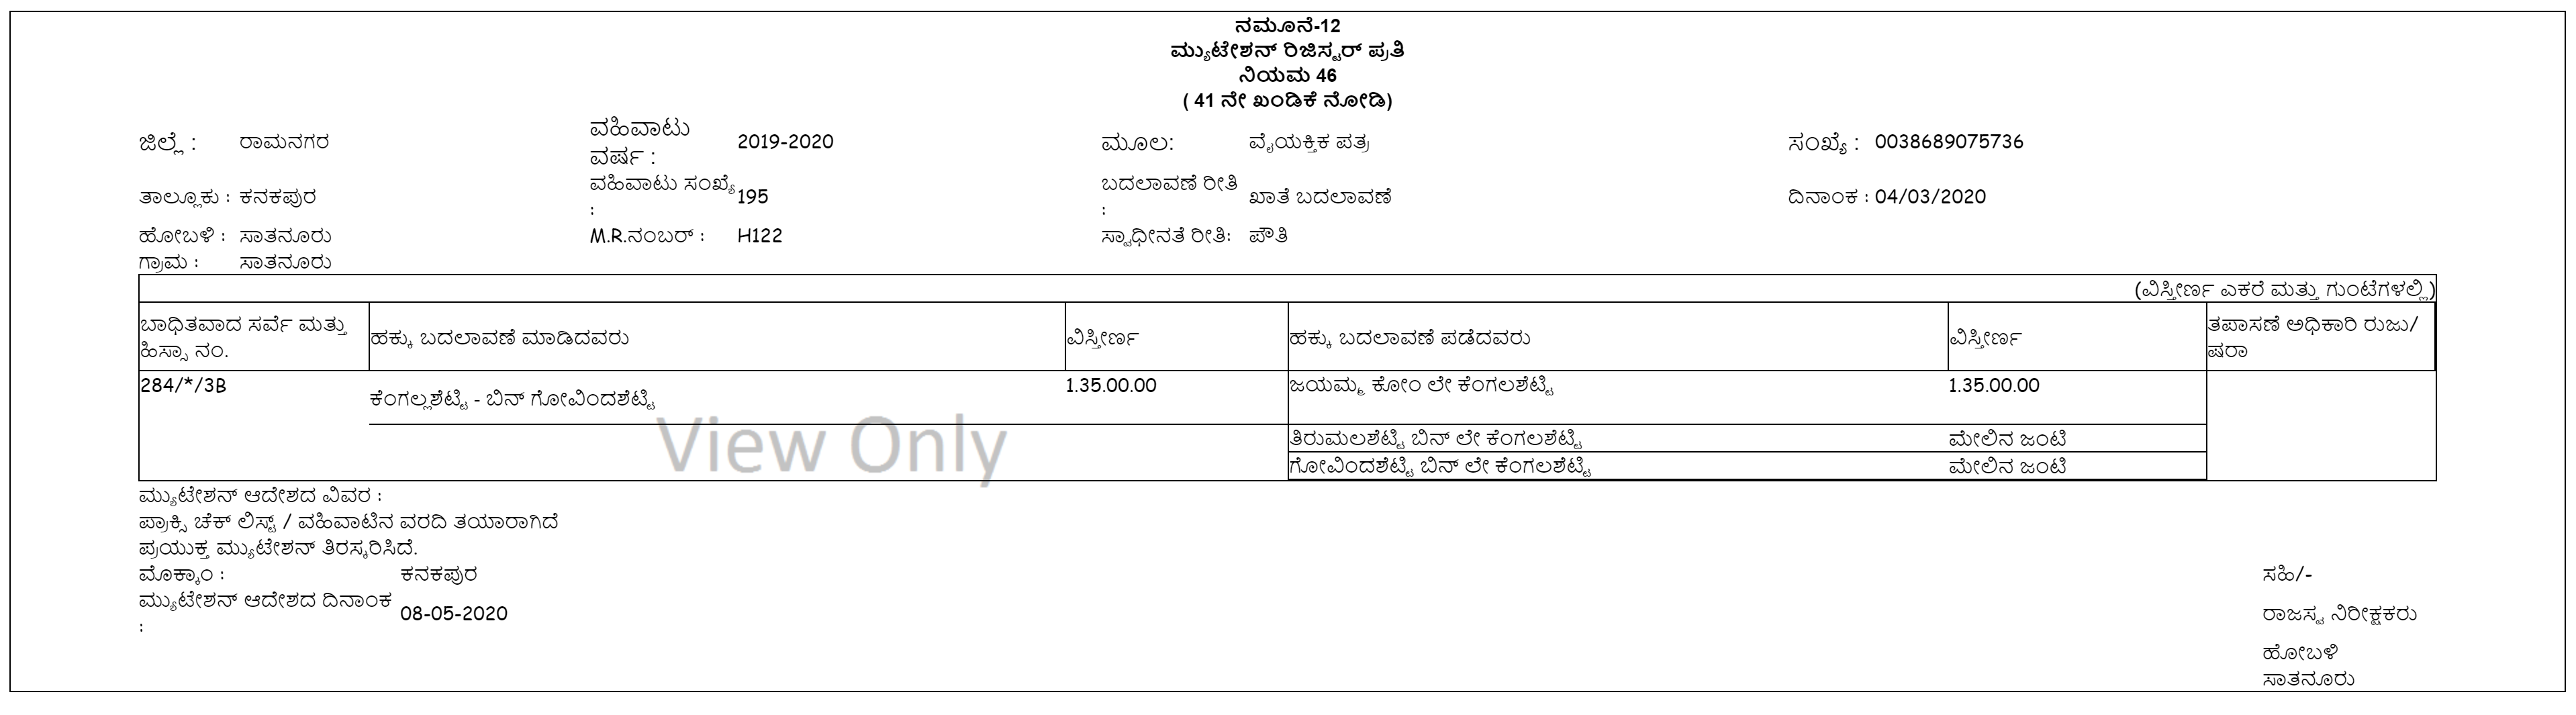 ನಮೂನೆ-12
ಮ್ಯುಟೇಶನ್ ರಿಜಿಸ್ಟರ್ ಪ್ರತಿ
ನಿಯಮ 46
( 41 ನೇ ಖಂಡಿಕೆ ನೋಡಿ)
ಜಿಲ್ಲೆ : ರಾಮನಗರ ವಹಿವಾಟು ವರ್ಷ : 2019-2020 ಮೂಲ: ವೈಯಕ್ತಿಕ ಪತ್ರ ಸಂಖ್ಯೆ : 0038689075736
ತಾಲ್ಲೂಕು : ಕನಕಪುರ ವಹಿವಾಟು ಸಂಖ್ಯೆ : 195 ಬದಲಾವಣೆ ರೀತಿ : ಖಾತೆ ಬದಲಾವಣೆ ದಿನಾಂಕ : 04/03/2020
ಹೋಬಳಿ : ಸಾತನೂರು M.R.ನಂಬರ್ : H122 ಸ್ವಾಧೀನತೆ ರೀತಿ: ಪೌತಿ
ಗ್ರಾಮ : ಸಾತನೂರು
(ವಿಸ್ತೀರ್ಣ ಎಕರೆ ಮತ್ತು ಗುಂಟೆಗಳಲ್ಲಿ)
ಬಾಧಿತವಾದ ಸರ್ವೆ ಮತ್ತು ಹಿಸ್ಸಾ ನಂ. ಹಕ್ಕು ಬದಲಾವಣೆ ಮಾಡಿದವರು ವಿಸ್ತೀರ್ಣ ಹಕ್ಕು ಬದಲಾವಣೆ ಪಡೆದವರು ವಿಸ್ತೀರ್ಣ ತಪಾಸಣೆ ಅಧಿಕಾರಿ ರುಜು/ ಷರಾ
284/*/3B ಕೆಂಗಲ್ಲಶೆಟ್ಟಿ - ಬಿನ್ ಗೋವಿಂದಶೆಟ್ಟಿ 1.35.00.00 ಜಯಮ್ಮ ಕೋಂ ಲೇ ಕೆಂಗಲಶೆಟ್ಟಿ 1.35.00.00
ತಿರುಮಲಶೆಟ್ಟಿ ಬಿನ್ ಲೇ ಕೆಂಗಲಶೆಟ್ಟಿ ಮೇಲಿನ ಜಂಟಿ
ಗೋವಿಂದಶೆಟ್ಟಿ ಬಿನ್ ಲೇ ಕೆಂಗಲಶೆಟ್ಟಿ ಮೇಲಿನ ಜಂಟಿ
View Only
ಮ್ಯುಟೇಶನ್ ಆದೇಶದ ವಿವರ :
ಪ್ರಾಕ್ಸಿ ಚೆಕ್ ಲಿಸ್ಟ್ / ವಹಿವಾಟಿನ ವರದಿ ತಯಾರಾಗಿದೆ
ಪ್ರಯುಕ್ತ ಮ್ಯುಟೇಶನ್ ತಿರಸ್ಕರಿಸಿದೆ.
ಮೊಕ್ಕಾಂ : ಕನಕಪುರ ಸಹಿ/-
ಮ್ಯುಟೇಶನ್ ಆದೇಶದ ದಿನಾಂಕ : 08-05-2020 ರಾಜಸ್ವ ನಿರೀಕ್ಷಕರು
ಹೋಬಳಿ
ಸಾತನೂರು